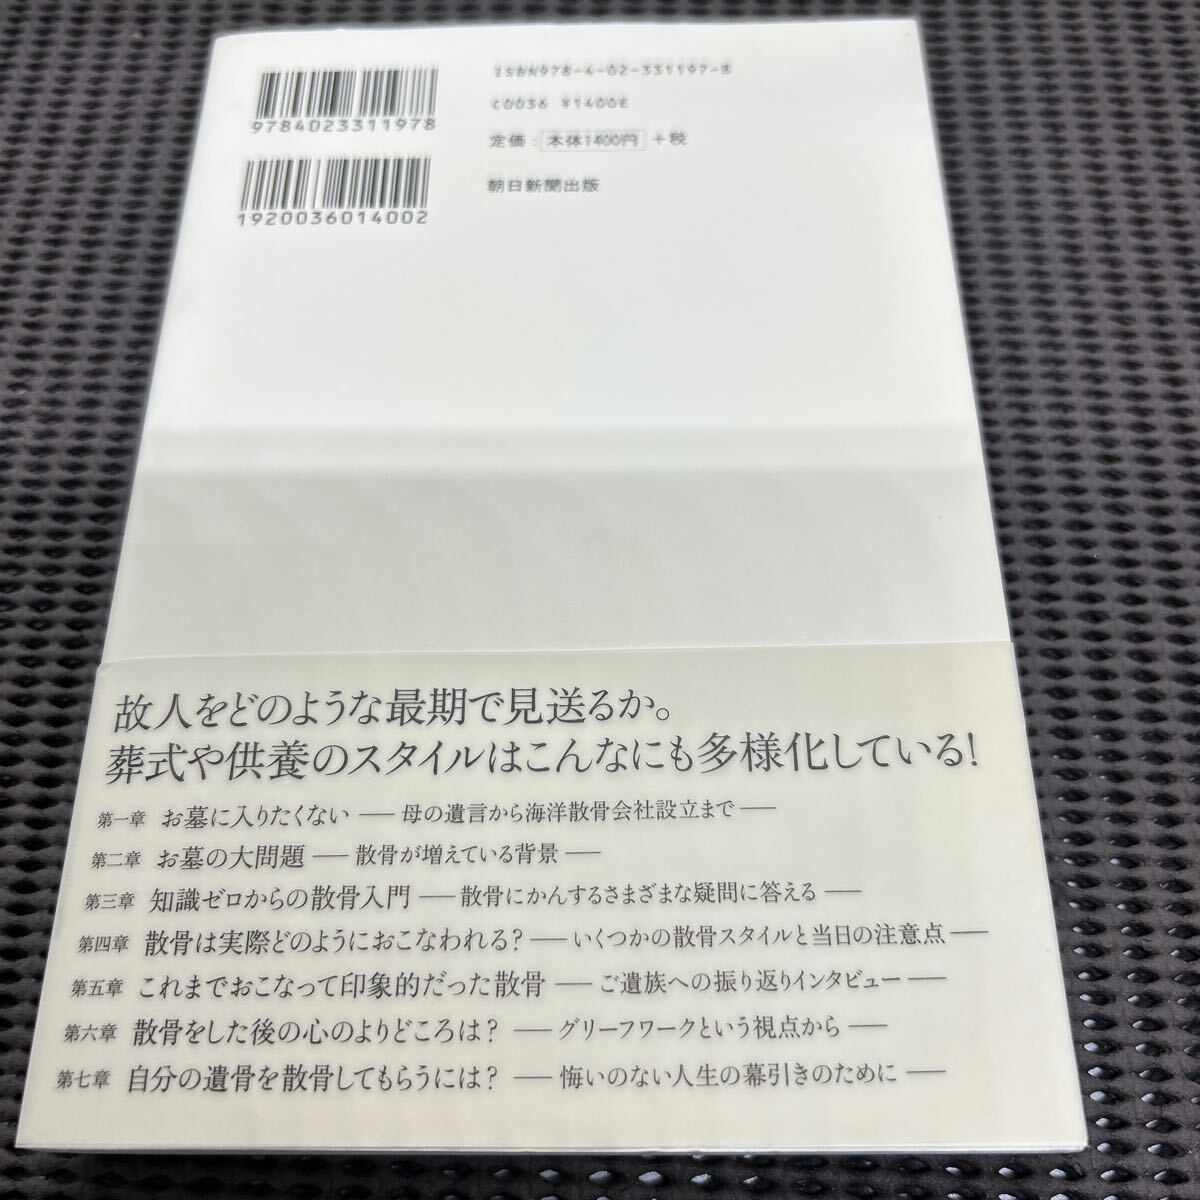 9784023311978
1920036014002
ISBN978-4-02-331197-8
C0036 ¥1400E
定価：本体1400円＋税
朝日新聞出版
故人をどのような最期で見送るか。
葬式や供養のスタイルはこんなにも多様化している！
第一章 お墓に入りたくない ── 母の遺言から海洋散骨会社設立まで ──
第二章 お墓の大問題 ── 散骨が増えている背景 ──
第三章 知識ゼロからの散骨入門 ── 散骨にかんするさまざまな疑問に答える ──
第四章 散骨は実際どのようにおこなわれる？ ── いくつかの散骨スタイルと当日の注意点 ──
第五章 これまでおこなって印象的だった散骨 ── ご遺族への振り返りインタビュー ──
第六章 散骨をした後の心のよりどころは？ ── グリーフワークという視点から ──
第七章 自分の遺骨を散骨してもらうには？ ── 悔いのない人生の幕引きのために ──